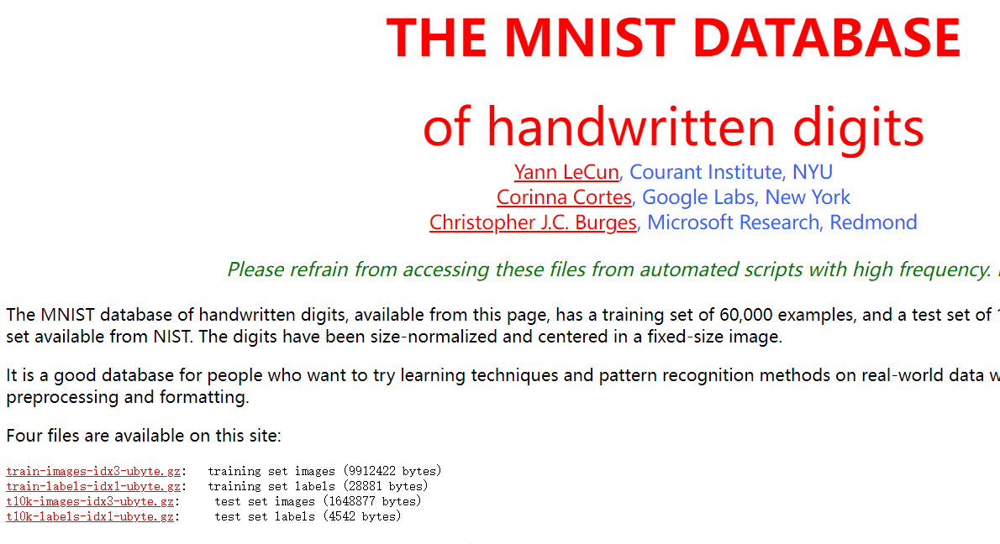 THE MNIST DATABASE
of handwritten digits
Yann LeCun, Courant Institute, NYU
Corinna Cortes, Google Labs, New York
Christopher J.C. Burges, Microsoft Research, Redmond
Please refrain from accessing these files from automated scripts with high frequency.
The MNIST database of handwritten digits, available from this page, has a training set of 60,000 examples, and a test set of
set available from NIST. The digits have been size-normalized and centered in a fixed-size image.
It is a good database for people who want to try learning techniques and pattern recognition methods on real-world data
preprocessing and formatting.
Four files are available on this site:
train-images-idx3-ubyte.gz: training set images (9912422 bytes)
train-labels-idx1-ubyte.gz: training set labels (28881 bytes)
t10k-images-idx3-ubyte.gz: test set images (1648877 bytes)
t10k-labels-idx1-ubyte.gz: test set labels (4542 bytes)